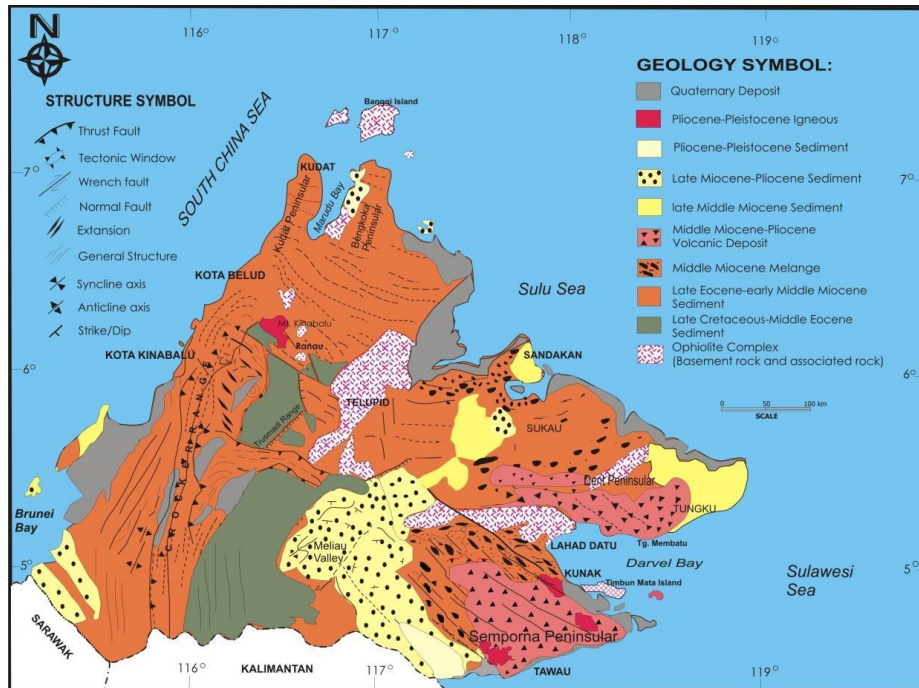 N
116°
117°
118°
119°
STRUCTURE SYMBOL
Thrust Fault
Tectonic Window
Wrench fault
Normal Fault
Extansion
General Structure
Syncline axis
Anticline axis
Strike/Dip
GEOLOGY SYMBOL:
Quaternary Deposit
Pliocene-Pleistocene Igneous
Pliocene-Pleistocene Sediment
Late Miocene-Pliocene Sediment
late Middle Miocene Sediment
Middle Miocene-Pliocene
Volcanic Deposit
Middle Miocene Melange
Late Eocene-early Middle Miocene
Sediment
Late Cretaceous-Middle Eocene
Sediment
Ophiolite Complex
(Basement rock and associated rock)
0 50 100 km
SCALE
SOUTH CHINA SEA
Banggi Island
7°
7°
KUDAT
Kudat Peninsular
Marudu Bay
Bengkoka
Peninsular
KOTA BELUD
Sulu Sea
Mt. Kinabalu
Ranau
KOTA KINABALU
6°
6°
SANDAKAN
TELUPID
CROCKER RANGE
Trusmadi Range
SUKAU
Dent Peninsular
TUNGKU
Brunei
Bay
LAHAD DATU
Tg. Membatu
Meliau
Valley
5°
5°
Darvel Bay
KUNAK
Timbun Mata Island
Sulawesi
Sea
SARAWAK
Semporna Peninsular
116°
KALIMANTAN
117°
TAWAU
119°